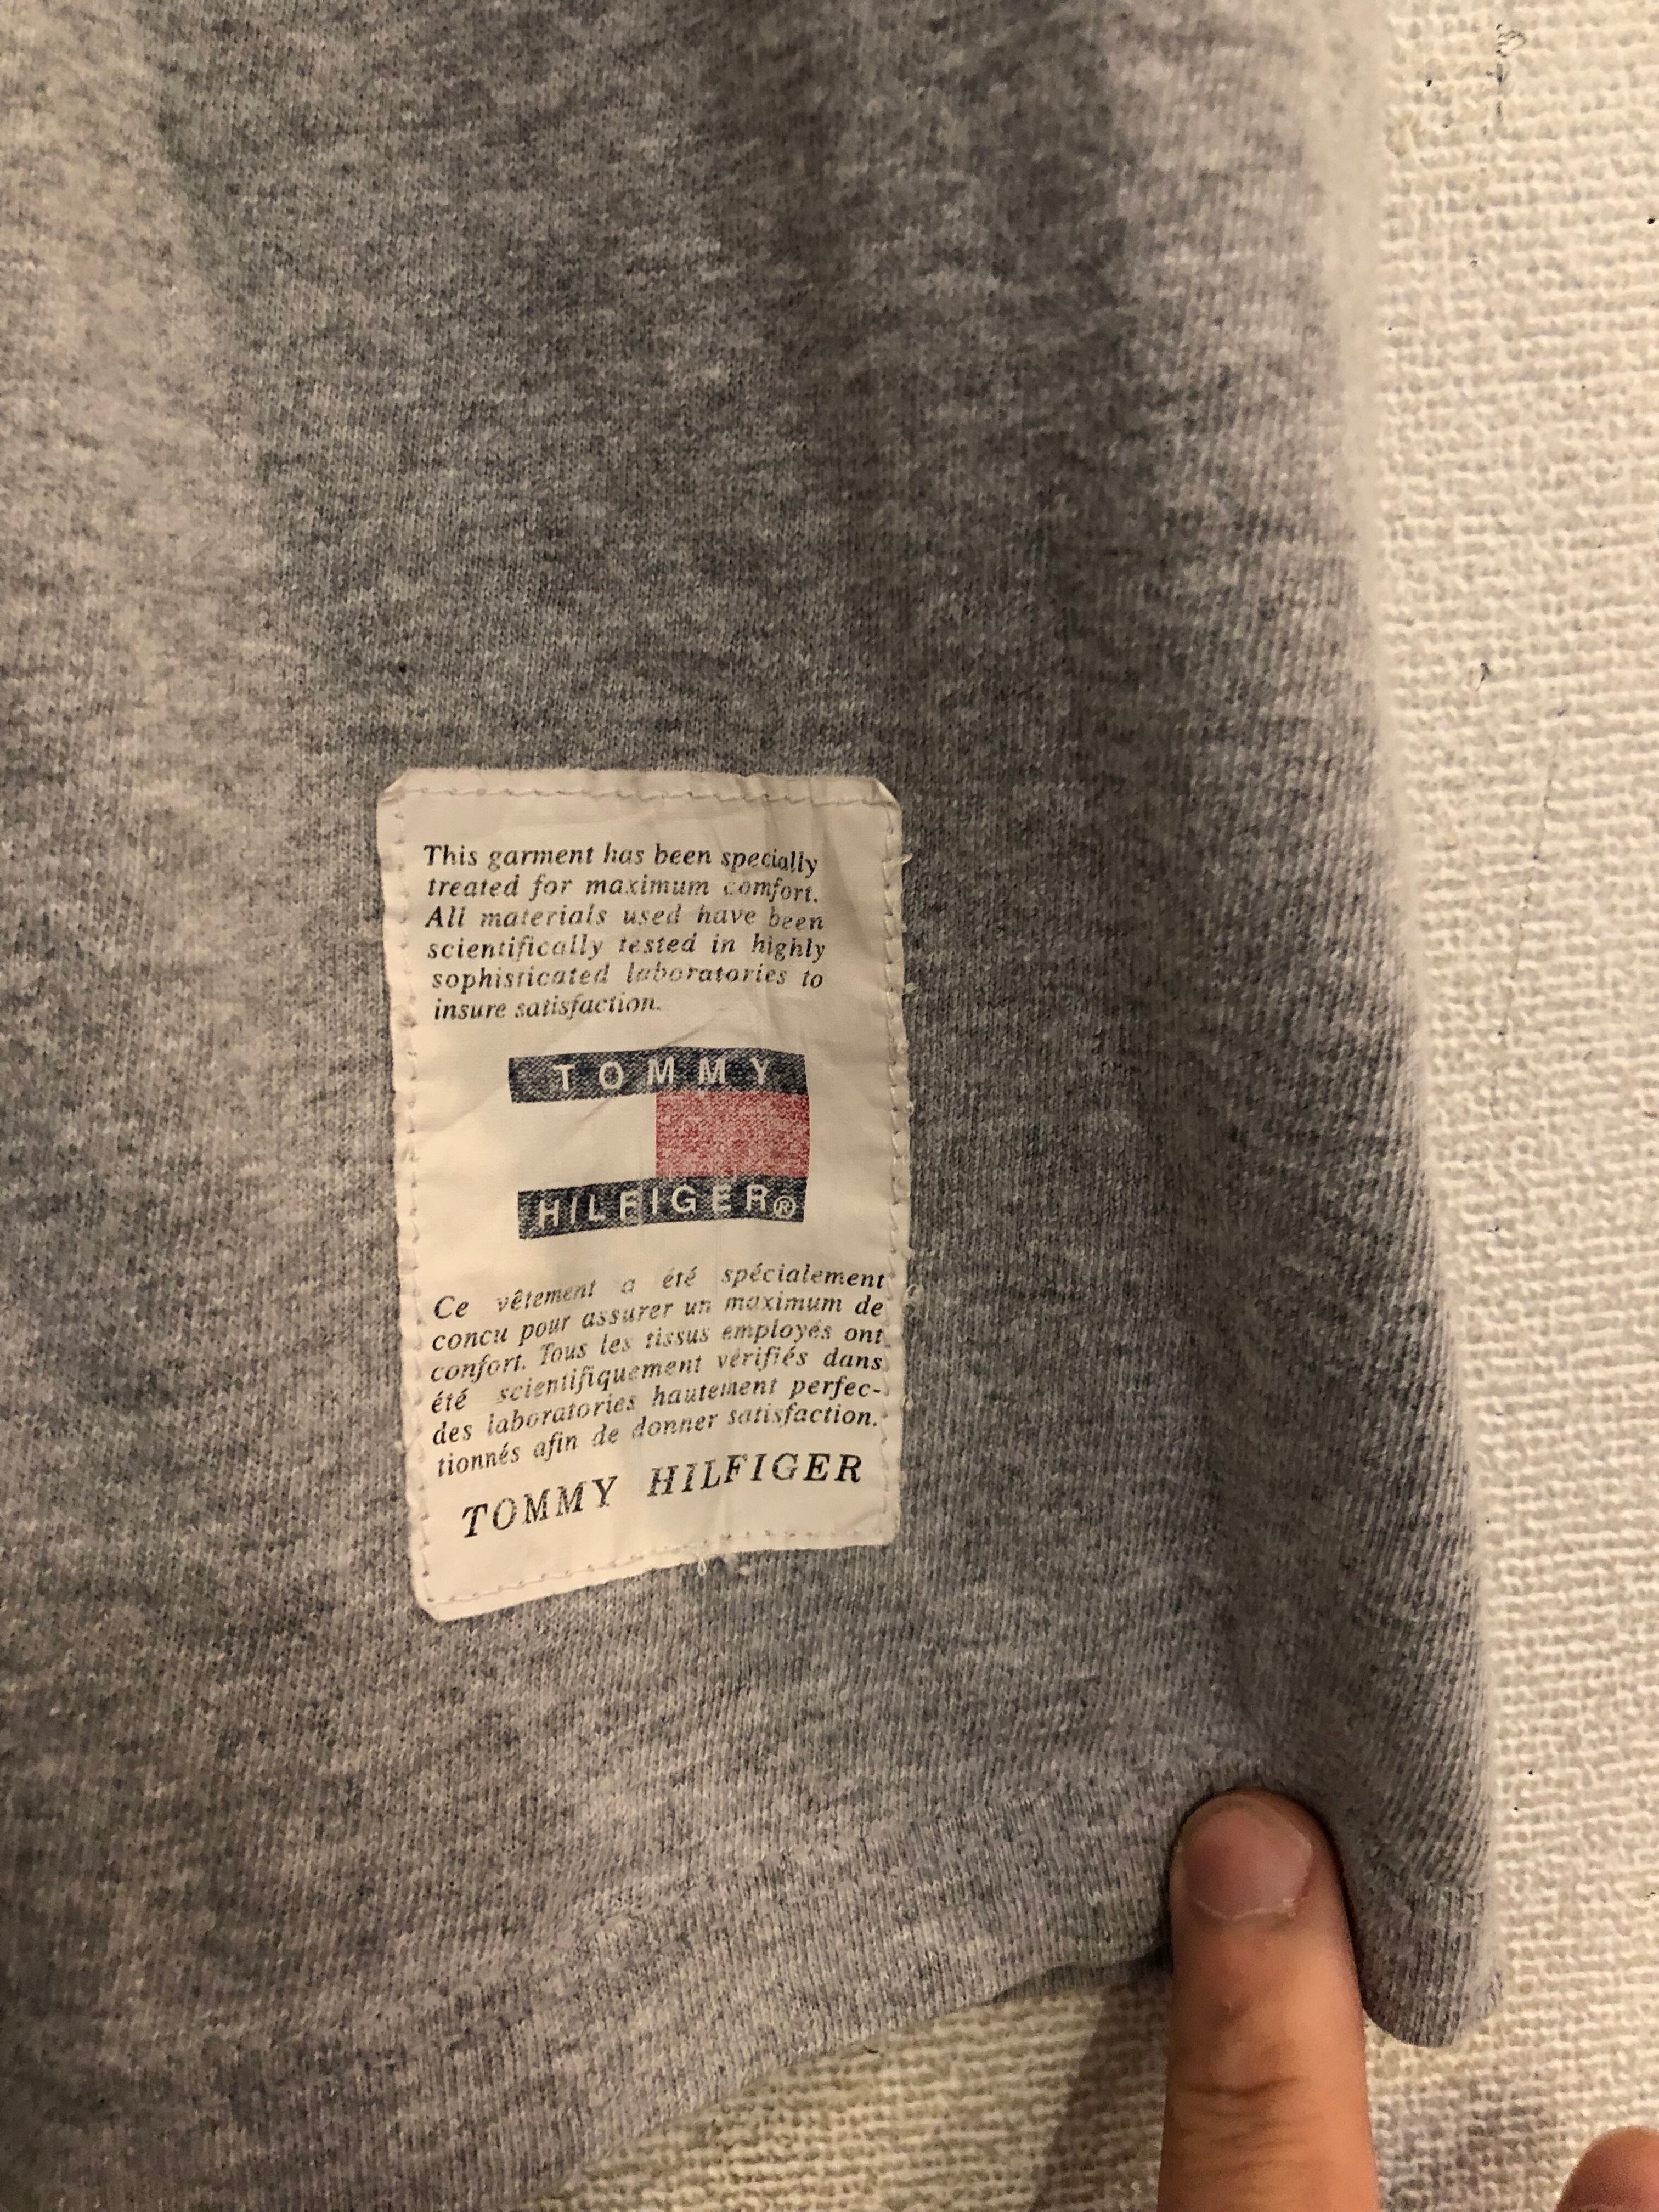 This garment has been specially
treated for maximum comfort.
All materials used have been
scientifically tested in highly
sophisticated laboratories to
insure satisfaction.
TOMMY
HILFIGER®
Ce vêtement a été spécialement
concu pour assurer un maximum de
confort. Tous les tissus employés ont
été scientifiquement vérifiés dans
des laboratories hautement perfec-
tionnés afin de donner satisfaction.
TOMMY HILFIGER